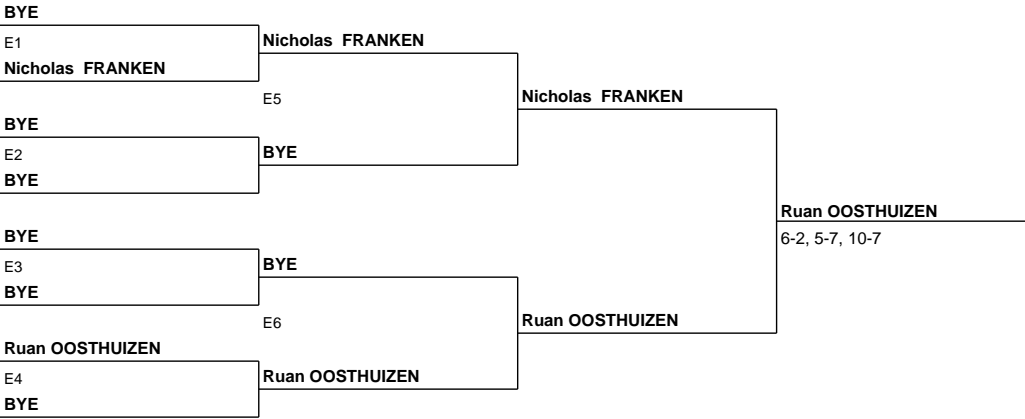 BYE
E1
Nicholas FRANKEN
Nicholas FRANKEN
E5
Nicholas FRANKEN
BYE
E2
BYE
BYE
Ruan OOSTHUIZEN
6-2, 5-7, 10-7
BYE
E3
BYE
BYE
E6
Ruan OOSTHUIZEN
Ruan OOSTHUIZEN
E4
Ruan OOSTHUIZEN
BYE